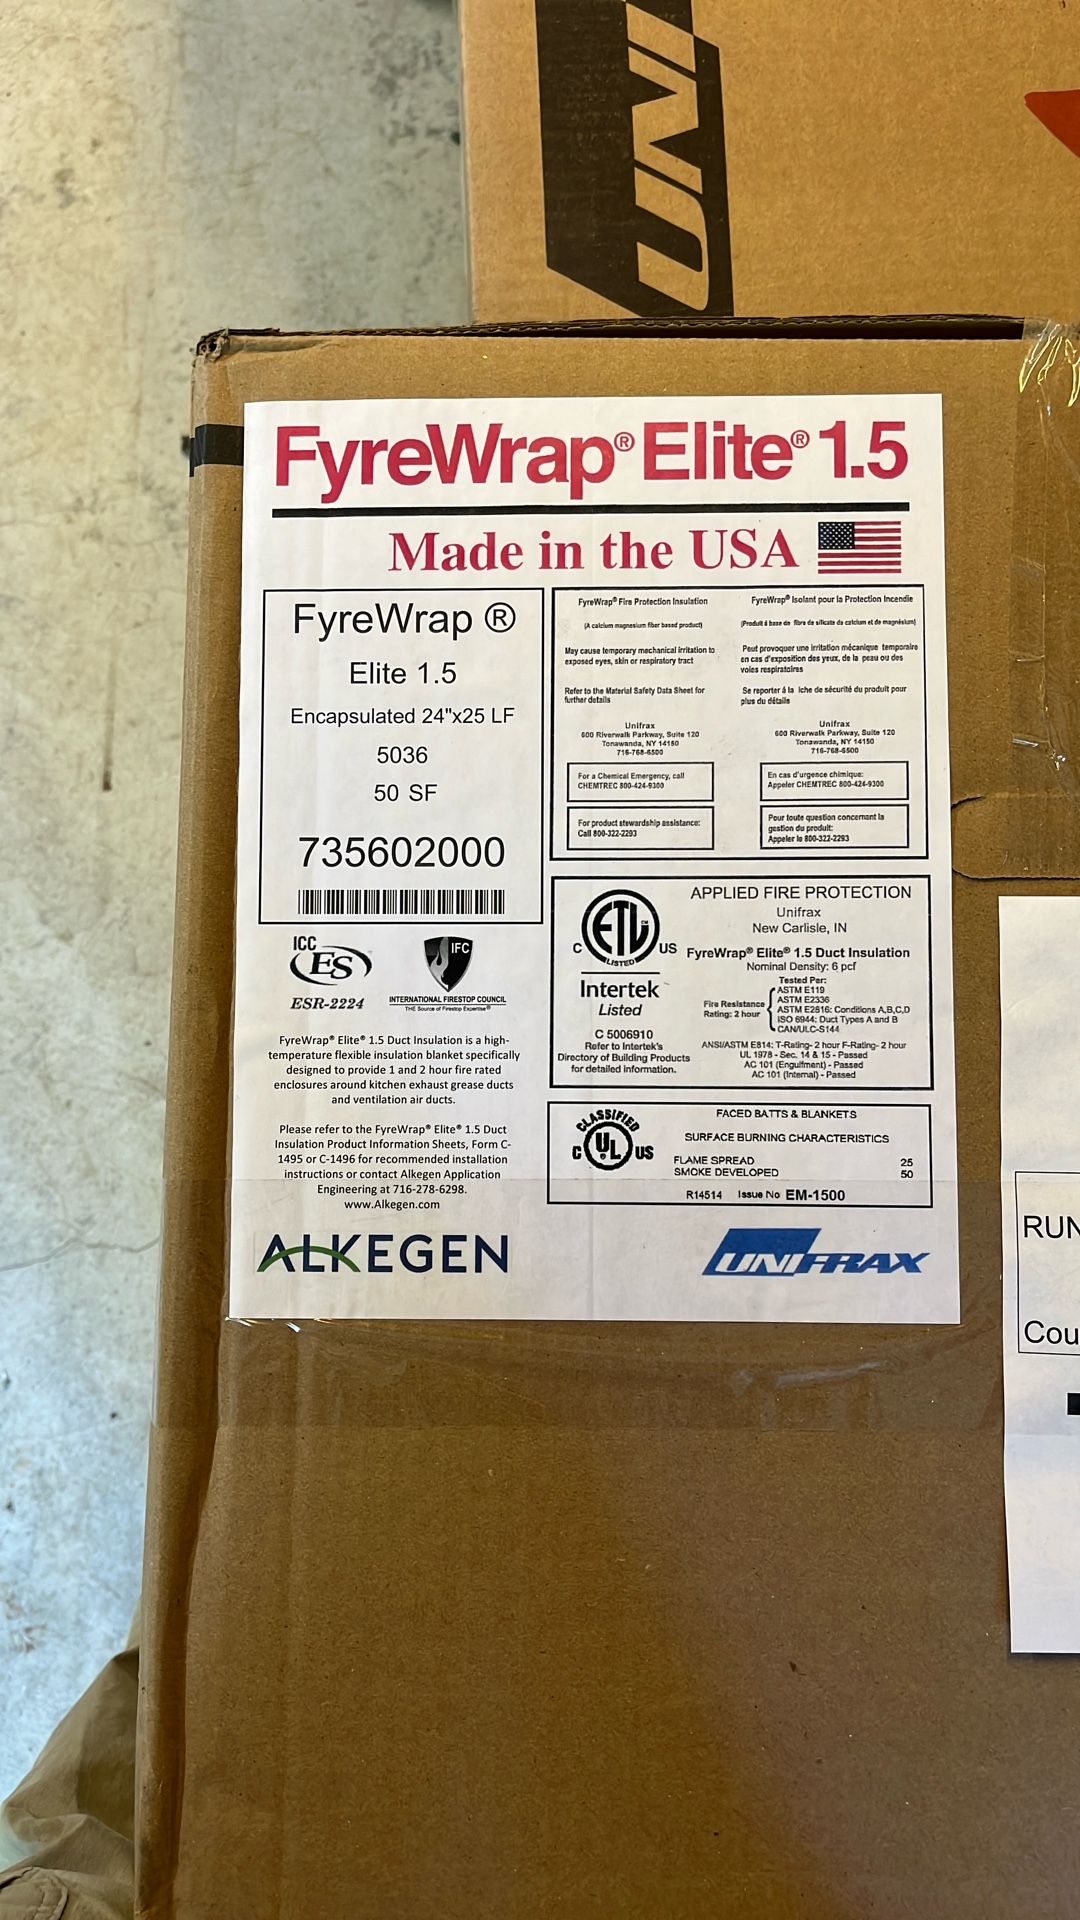 UNI
FyreWrap® Elite® 1.5
Made in the USA
FyreWrap ®
Elite 1.5
Encapsulated 24"x25 LF
5036
50 SF
735602000
FyreWrap® Fire Protection Insulation
(A calcium magnesium fiber based product)
May cause temporary mechanical irritation to
exposed eyes, skin or respiratory tract
Refer to the Material Safety Data Sheet for
further details
Unifrax
600 Riverwalk Parkway, Suite 120
Tonawanda, NY 14150
716-768-6500
For a Chemical Emergency, call
CHEMTREC 800-424-9300
For product stewardship assistance:
Call 800-322-2293
FyreWrap® Isolant pour la Protection Incendie
(Produit á base de fibre de silicate de calcium et de magnésium)
Peut provoquer une irritation mécanique temporaire
en cas d'exposition des yeux, de la peau ou des
voies respiratoires
Se reporter á la iche de sécurité du produit pour
plus du détails
Unifrax
600 Riverwalk Parkway, Suite 120
Tonawanda, NY 14150
716-768-6500
En cas d'urgence chimique:
Appeler CHEMTREC 800-424-9300
Pour toute question concernant la
gestion du produit:
Appeler le 800-322-2293
ICC
ES
ESR-2224
IFC
INTERNATIONAL FIRESTOP COUNCIL
THE Source of Firestop Expertise®
FyreWrap® Elite® 1.5 Duct Insulation is a high-
temperature flexible insulation blanket specifically
designed to provide 1 and 2 hour fire rated
enclosures around kitchen exhaust grease ducts
and ventilation air ducts.
Please refer to the FyreWrap® Elite® 1.5 Duct
Insulation Product Information Sheets, Form C-
1495 or C-1496 for recommended installation
instructions or contact Alkegen Application
Engineering at 716-278-6298.
www.Alkegen.com
ETL
LISTED
C US
Intertek
Listed
C 5006910
Refer to Intertek's
Directory of Building Products
for detailed information.
APPLIED FIRE PROTECTION
Unifrax
New Carlisle, IN
FyreWrap® Elite® 1.5 Duct Insulation
Nominal Density: 6 pcf
Tested Per:
Fire Resistance
Rating: 2 hour
ASTM E119
ASTM E2336
ASTM E2816: Conditions A,B,C,D
ISO 6944: Duct Types A and B
CAN/ULC-S144
ANSI/ASTM E814: T-Rating- 2 hour F-Rating- 2 hour
UL 1978 - Sec. 14 & 15 - Passed
AC 101 (Engulfment) - Passed
AC 101 (Internal) - Passed
CLASSIFIED
C UL US
FACED BATTS & BLANKETS
SURFACE BURNING CHARACTERISTICS
FLAME SPREAD 25
SMOKE DEVELOPED 50
R14514 Issue No EM-1500
ALKEGEN
UNIFRAX
RUN
Cou